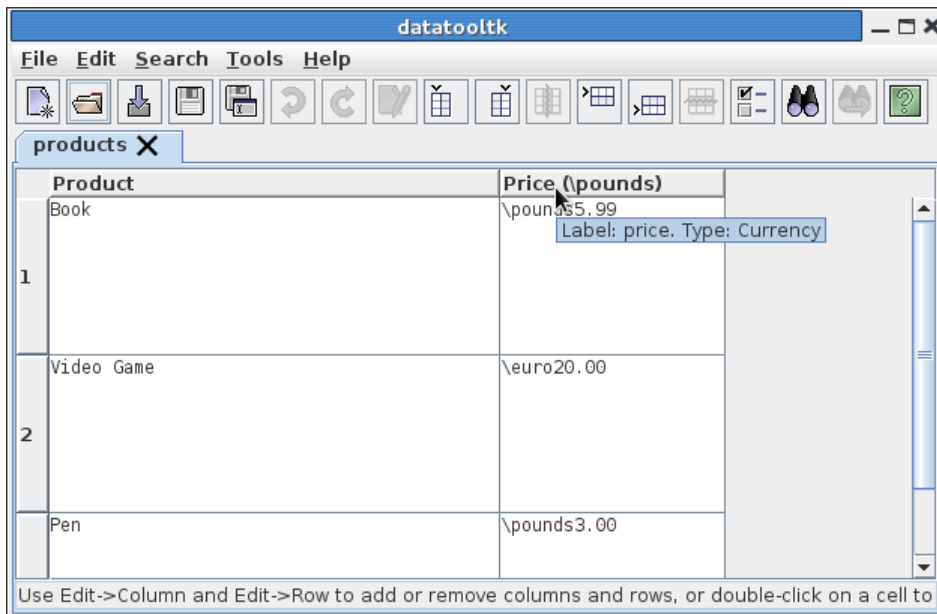 datatooltk
File Edit Search Tools Help
products
Product Price (\pounds)
Book \pounds5.99
Label: price. Type: Currency
1
Video Game \euro20.00
2
Pen \pounds3.00
Use Edit->Column and Edit->Row to add or remove columns and rows, or double-click on a cell to